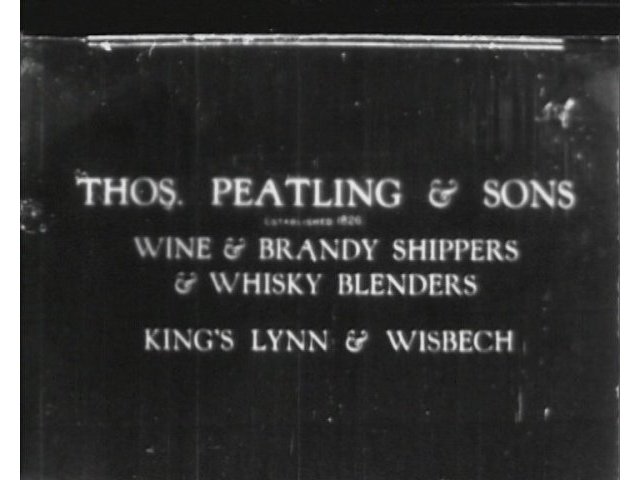 THOS. PEATLING & SONS
ESTABLISHED 1826
WINE & BRANDY SHIPPERS
& WHISKY BLENDERS
KING'S LYNN & WISBECH